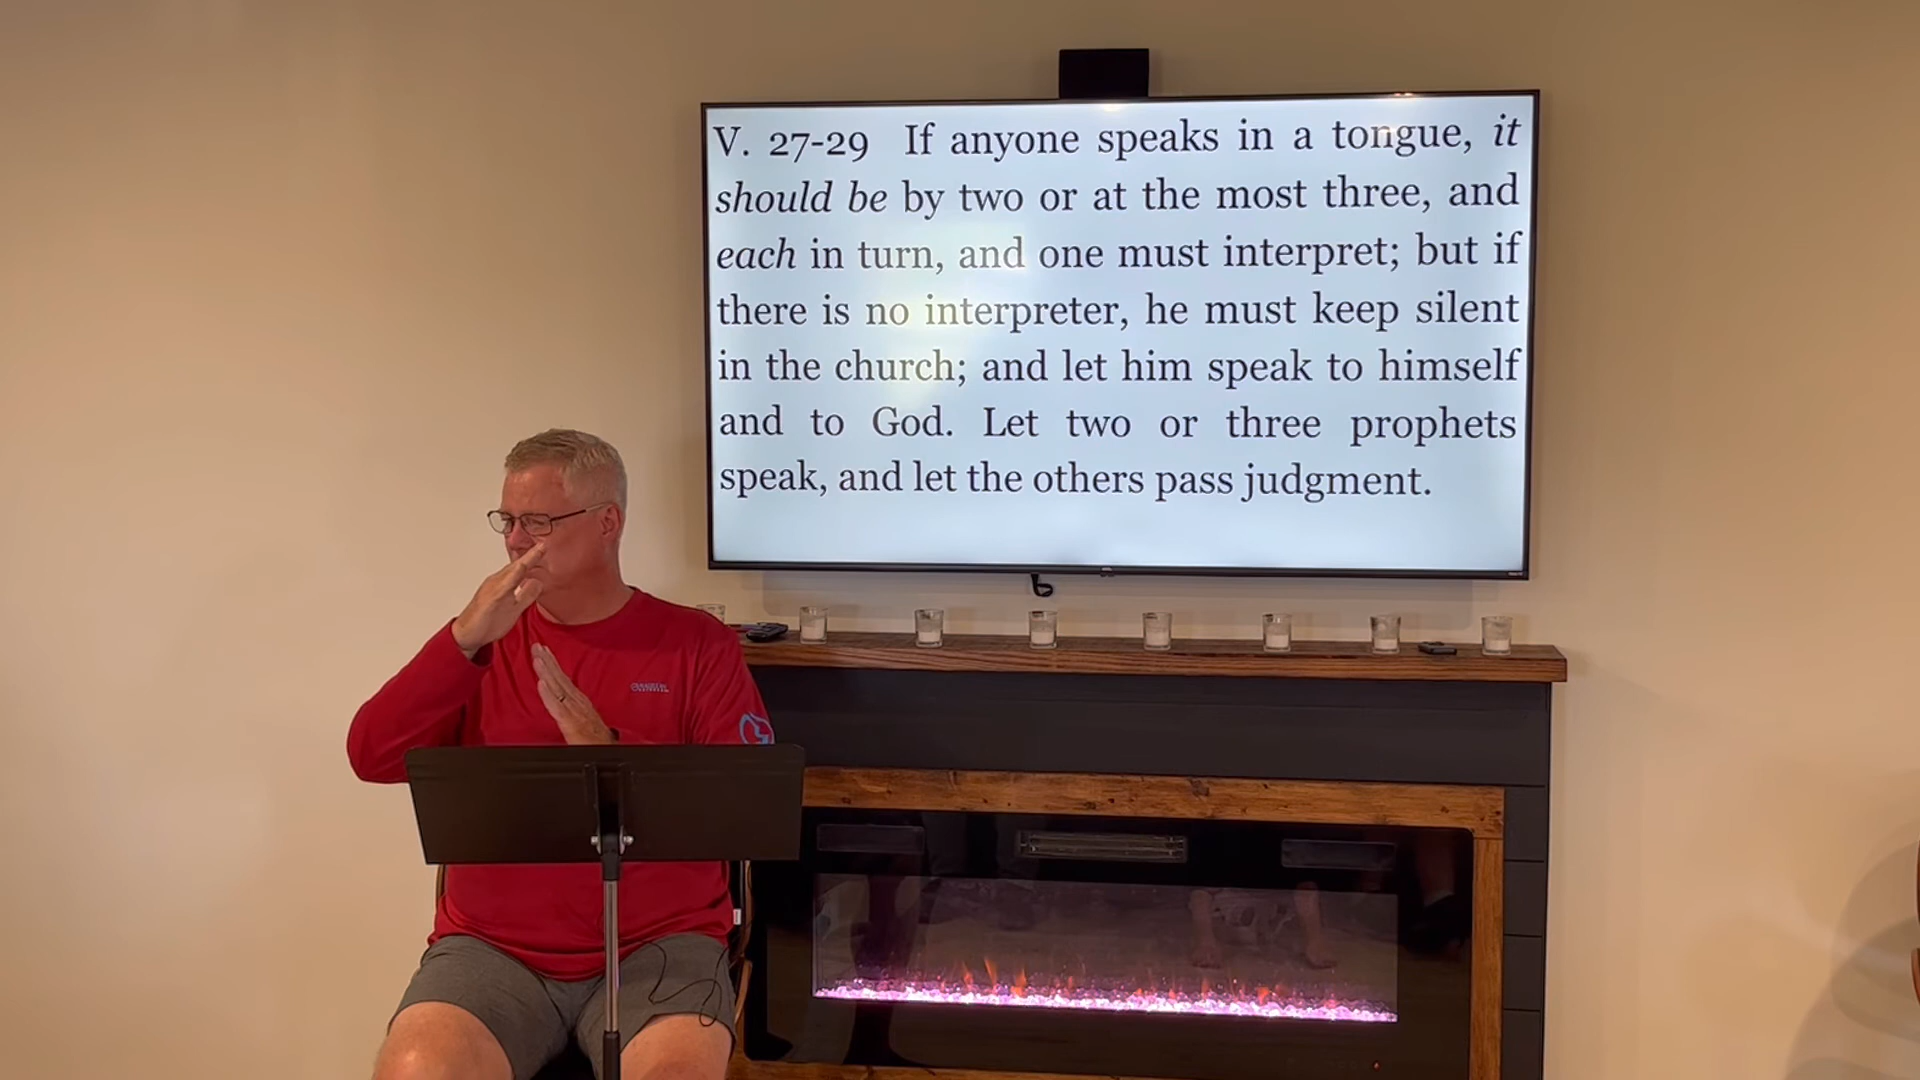 V. 27-29 If anyone speaks in a tongue, it
should be by two or at the most three, and
each in turn, and one must interpret; but if
there is no interpreter, he must keep silent
in the church; and let him speak to himself
and to God. Let two or three prophets
speak, and let the others pass judgment.